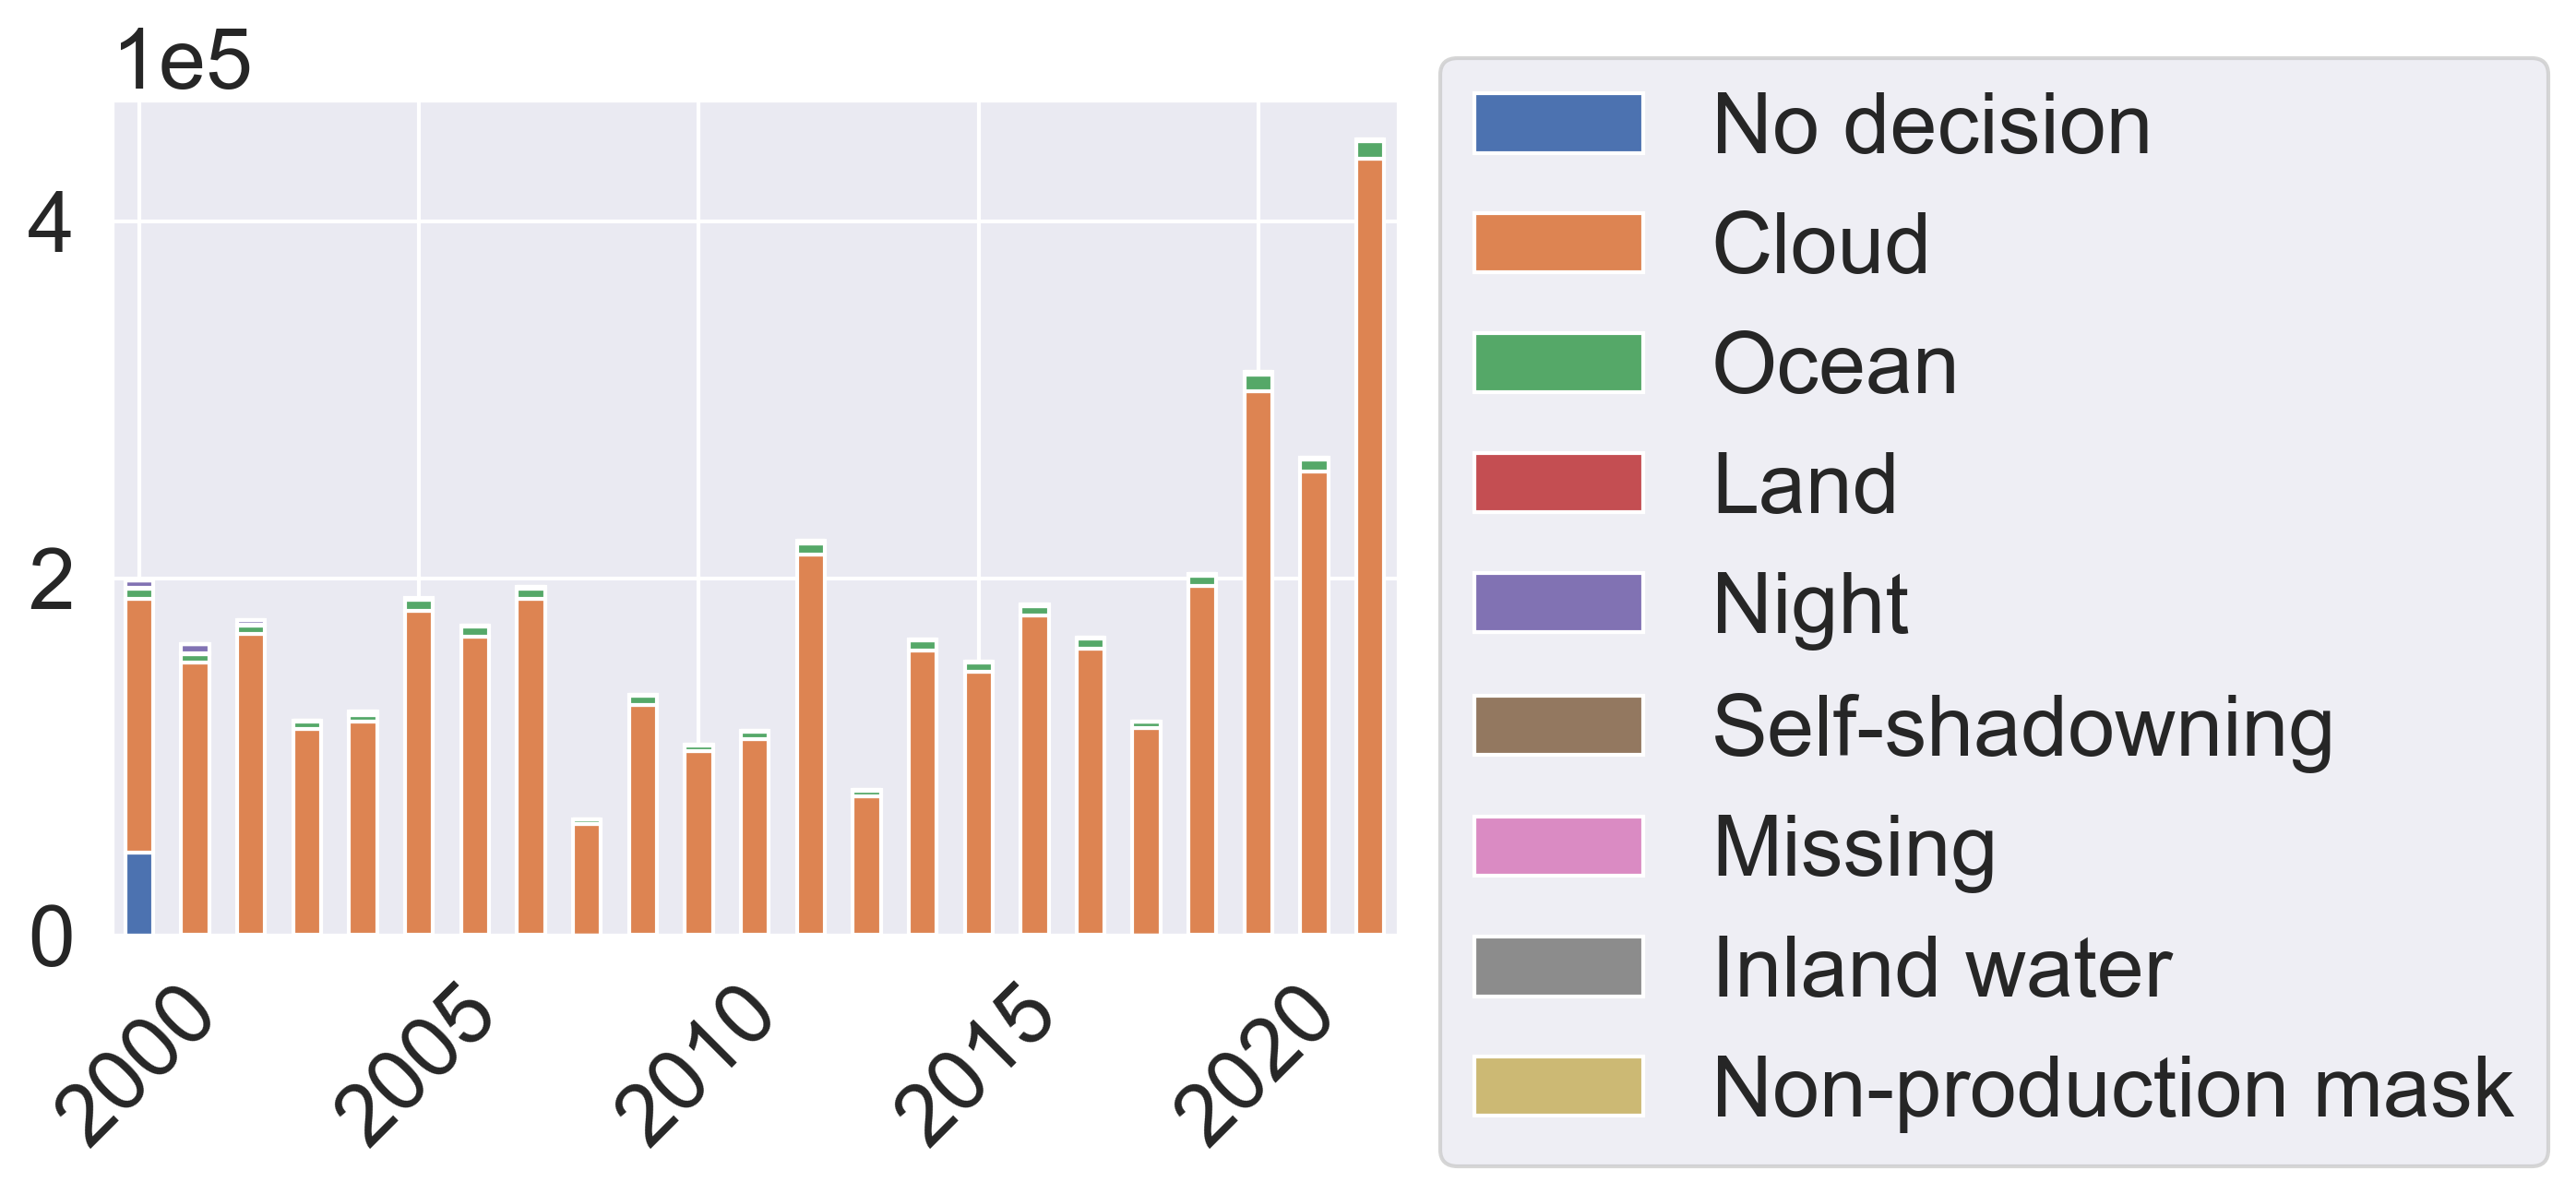 1e5
4
2
0
2000
2005
2010
2015
2020
No decision
Cloud
Ocean
Land
Night
Self-shadowning
Missing
Inland water
Non-production mask